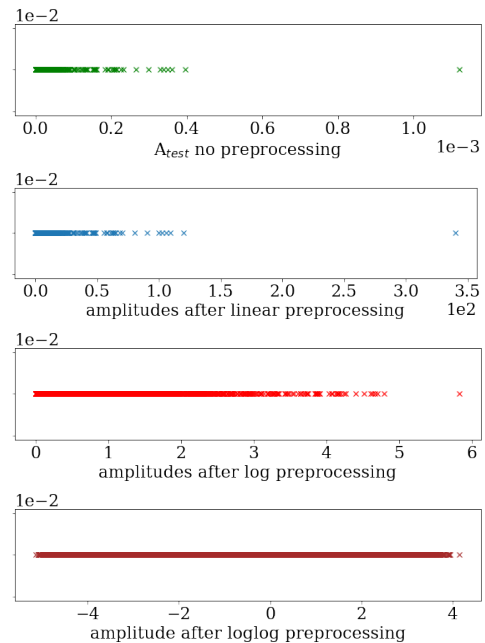 1e−2
0.0 0.2 0.4 0.6 0.8 1.0
1e−3
A_test no preprocessing
1e−2
0.0 0.5 1.0 1.5 2.0 2.5 3.0 3.5
1e2
amplitudes after linear preprocessing
1e−2
0 1 2 3 4 5 6
amplitudes after log preprocessing
1e−2
−4 −2 0 2 4
amplitude after loglog preprocessing